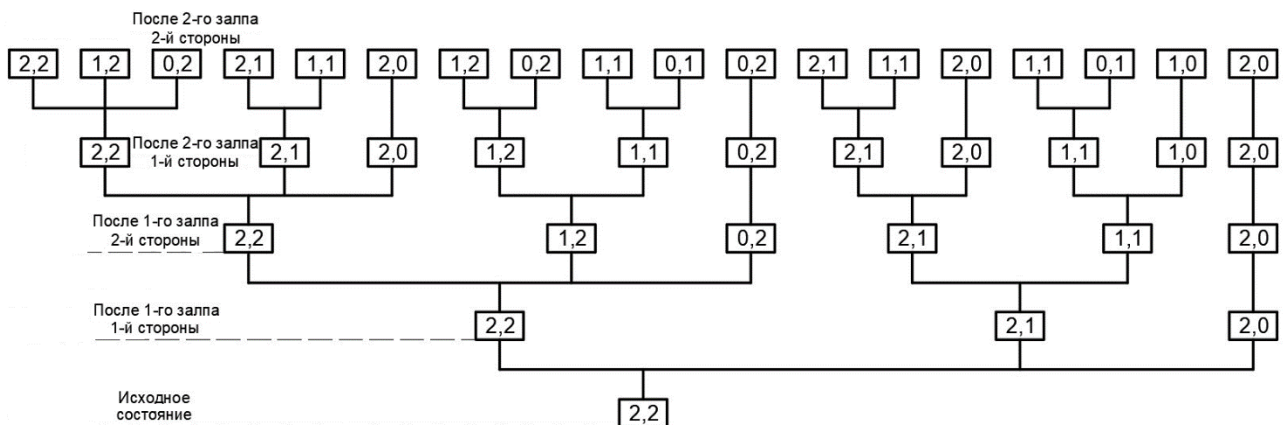 После 2-го залпа
2-й стороны
2,2 1,2 0,2 2,1 1,1 2,0 1,2 0,2 1,1 0,1 0,2 2,1 1,1 2,0 1,1 0,1 1,0 2,0
После 2-го залпа
1-й стороны
2,2 2,1 2,0 1,2 1,1 0,2 2,1 2,0 1,1 1,0 2,0
После 1-го залпа
2-й стороны
2,2 1,2 0,2 2,1 1,1 2,0
После 1-го залпа
1-й стороны
2,2 2,1 2,0
Исходное
состояние
2,2